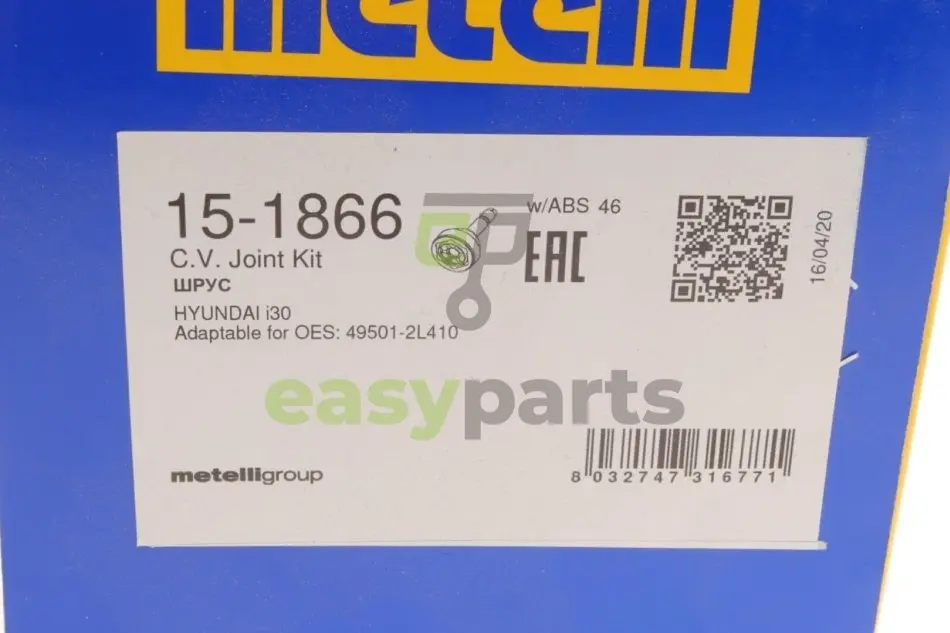 metelli
15-1866
C.V. Joint Kit
ШРУС
HYUNDAI i30
Adaptable for OES: 49501-2L410
w/ABS 46
EAC
16/04/20
easyparts
metelligroup
8 032747 316771